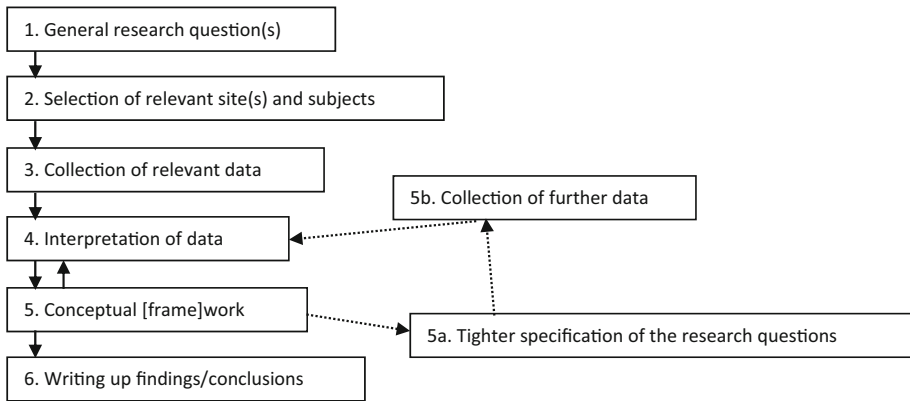 1. General research question(s)
2. Selection of relevant site(s) and subjects
3. Collection of relevant data
5b. Collection of further data
4. Interpretation of data
5. Conceptual [frame]work
5a. Tighter specification of the research questions
6. Writing up findings/conclusions